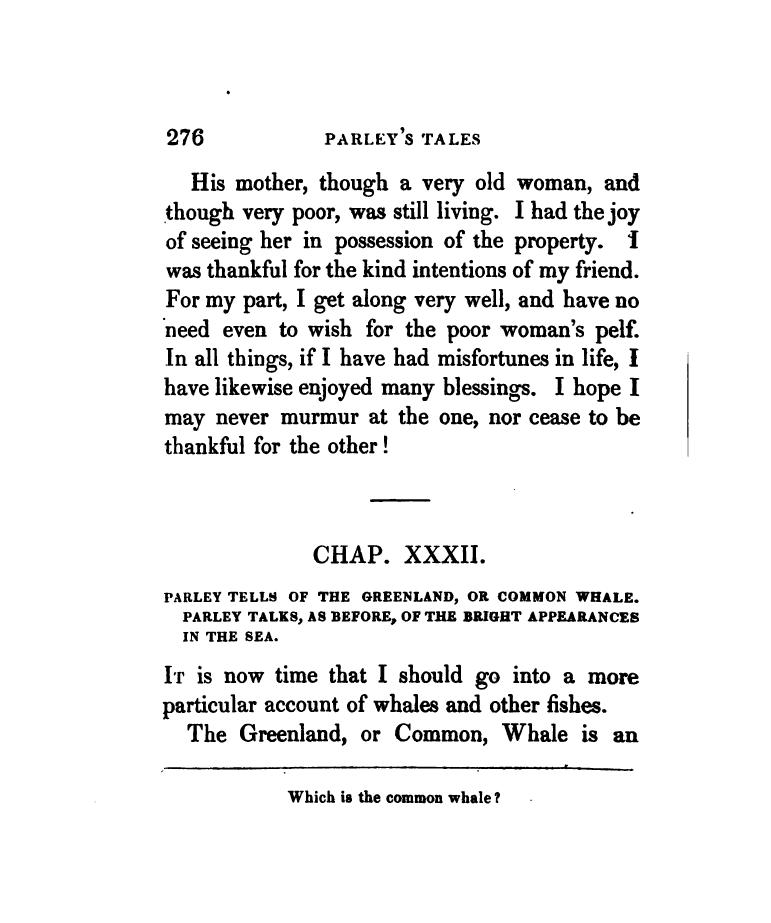 276 PARLEY'S TALES
His mother, though a very old woman, and
though very poor, was still living. I had the joy
of seeing her in possession of the property. I
was thankful for the kind intentions of my friend.
For my part, I get along very well, and have no
need even to wish for the poor woman's pelf.
In all things, if I have had misfortunes in life, I
have likewise enjoyed many blessings. I hope I
may never murmur at the one, nor cease to be
thankful for the other!
CHAP. XXXII.
PARLEY TELLS OF THE GREENLAND, OR COMMON WHALE.
PARLEY TALKS, AS BEFORE, OF THE BRIGHT APPEARANCES
IN THE SEA.
IT is now time that I should go into a more
particular account of whales and other fishes.
The Greenland, or Common, Whale is an
Which is the common whale?